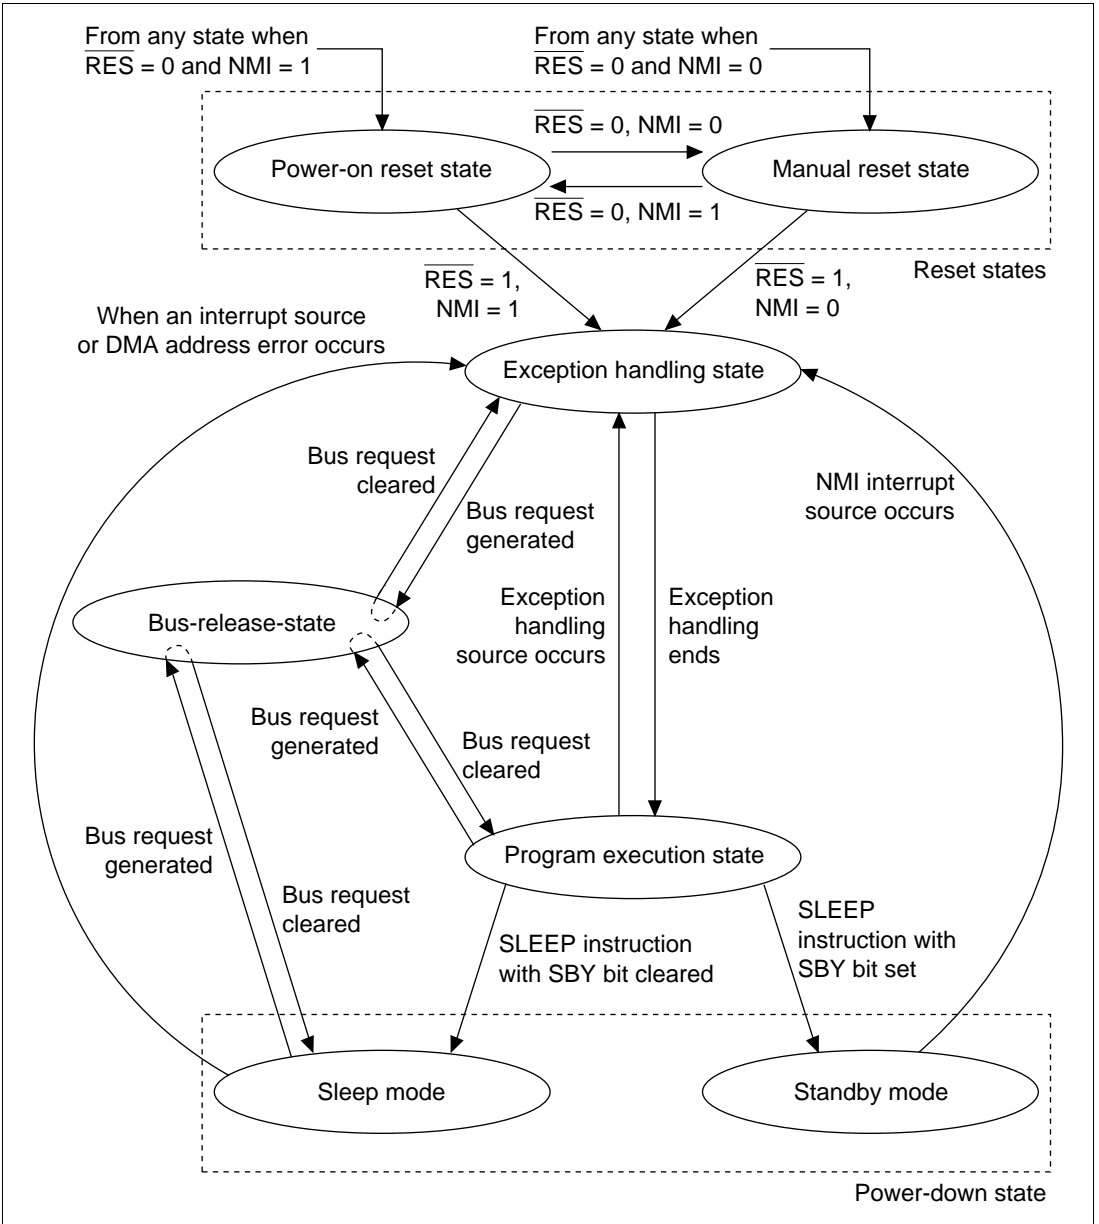 From any state when
RES = 0 and NMI = 1
From any state when
RES = 0 and NMI = 0
RES = 0, NMI = 0
Power-on reset state
Manual reset state
RES = 0, NMI = 1
Reset states
RES = 1,
NMI = 1
RES = 1,
NMI = 0
When an interrupt source
or DMA address error occurs
Exception handling state
Bus request
cleared
Bus request
generated
NMI interrupt
source occurs
Bus-release-state
Exception
handling
source occurs
Exception
handling
ends
Bus request
generated
Bus request
cleared
Bus request
generated
Program execution state
Bus request
cleared
SLEEP instruction
with SBY bit cleared
SLEEP
instruction with
SBY bit set
Sleep mode
Standby mode
Power-down state